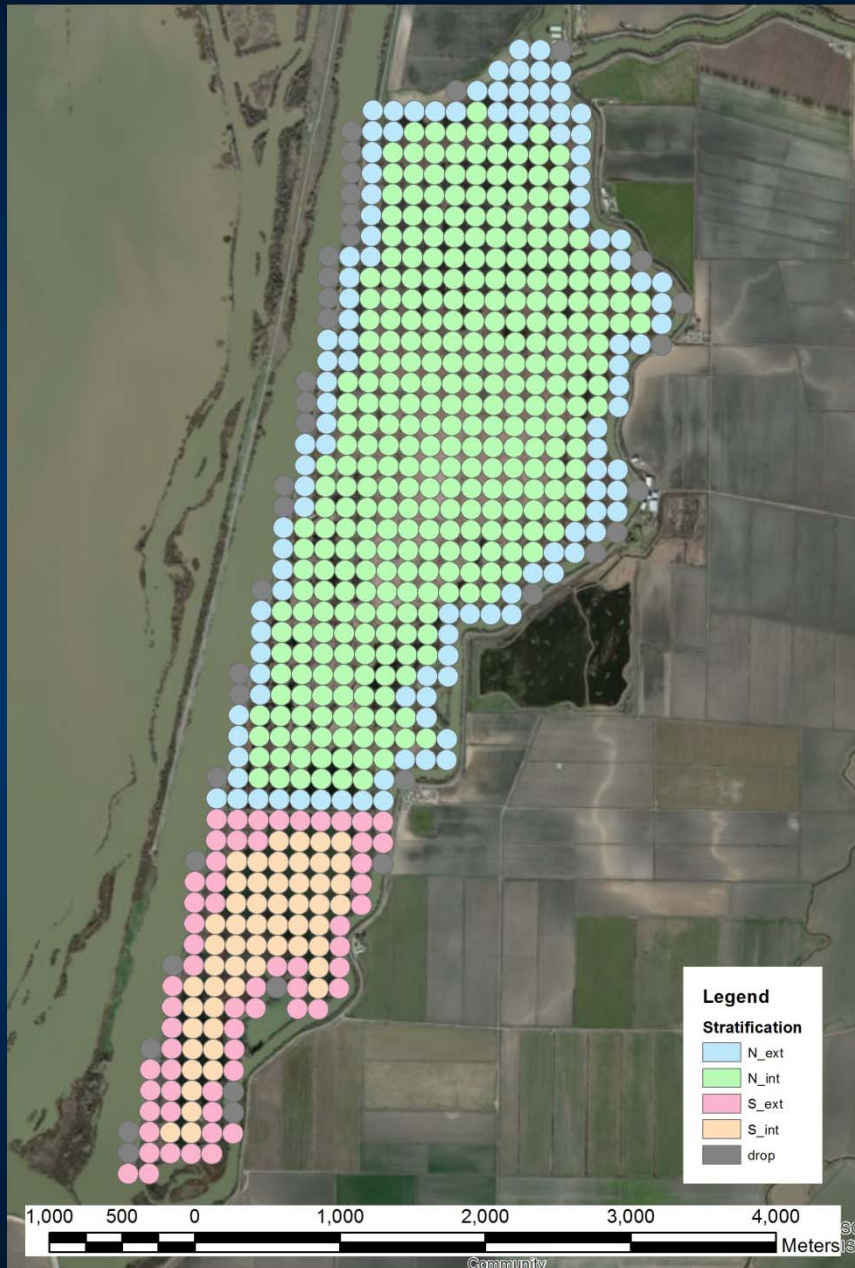 Legend
Stratification
N_ext
N_int
S_ext
S_int
drop
1,000 500 0 1,000 2,000 3,000 4,000
Meters
Community